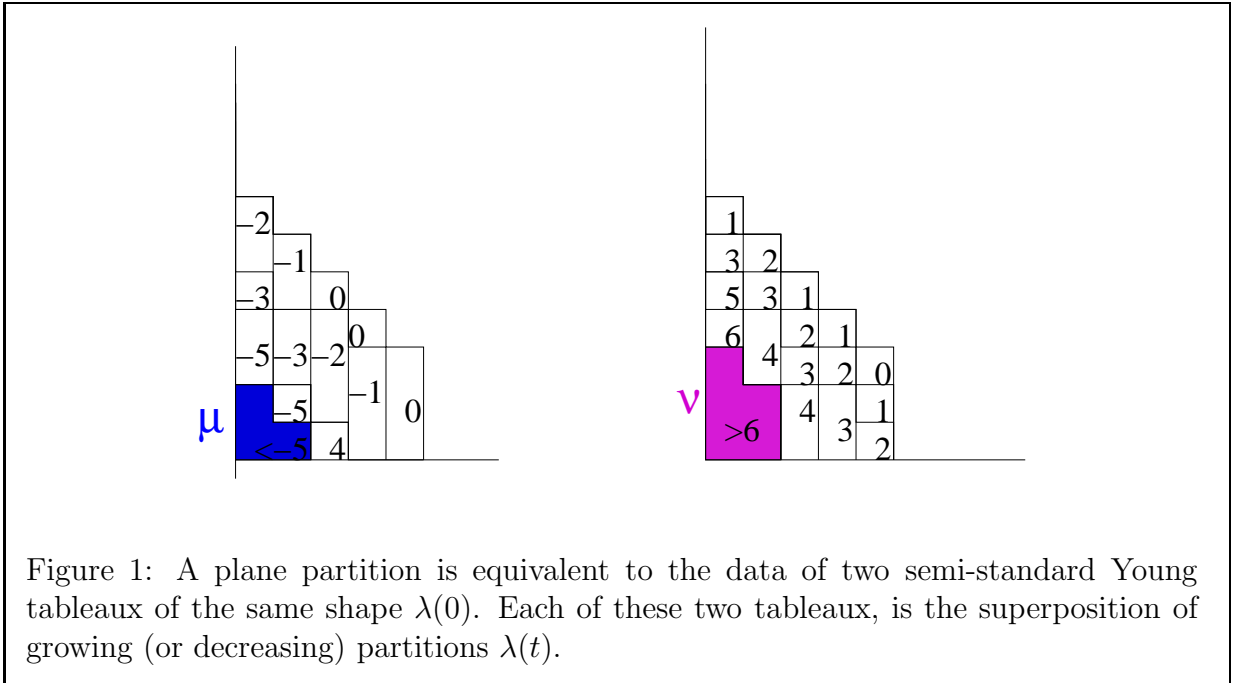 −2 1
−1 3 2
−3 0 5 3 1
0 6 2 1
−5 −3 −2 4 3 2 0
−1
μ −5 0 ν 4 1
<−5 4 >6 3 2
Figure 1: A plane partition is equivalent to the data of two semi-standard Young
tableaux of the same shape λ(0). Each of these two tableaux, is the superposition of
growing (or decreasing) partitions λ(t).